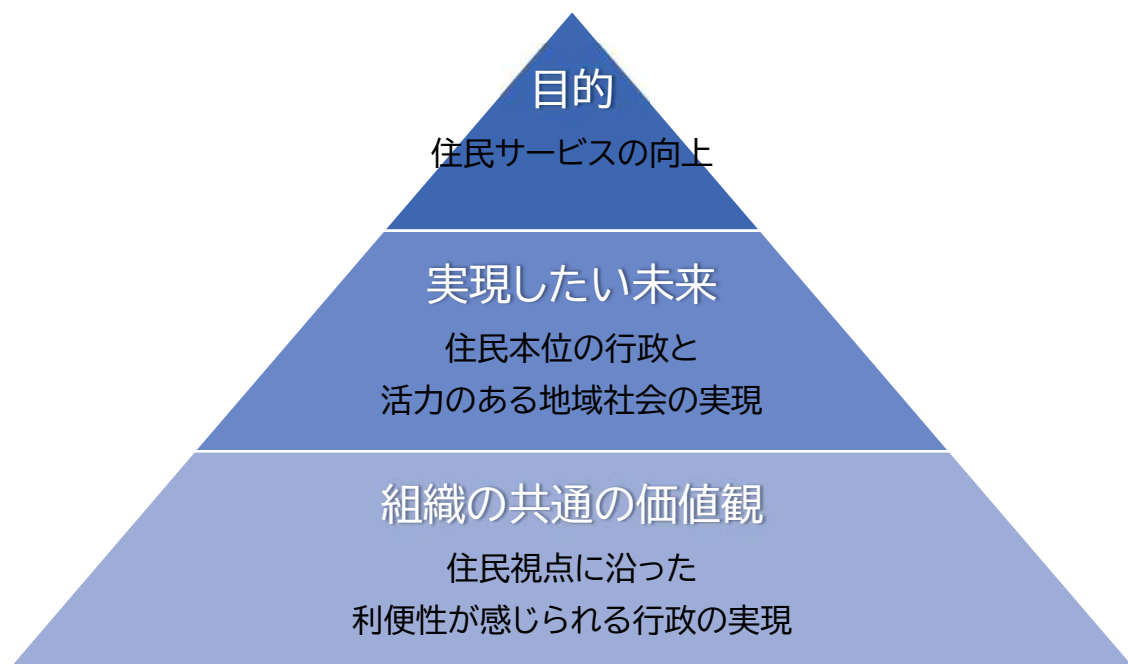 目的
住民サービスの向上
実現したい未来
住民本位の行政と
活力のある地域社会の実現
組織の共通の価値観
住民視点に沿った
利便性が感じられる行政の実現